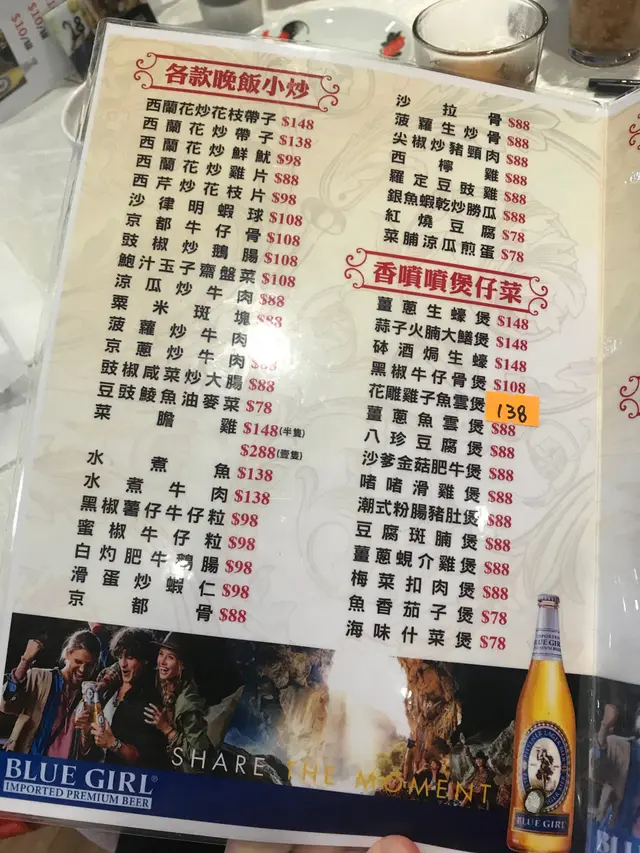 各款晚飯小炒
西蘭花炒花枝帶子 $148
西蘭花炒帶子 $138
西蘭花炒鮮魷 $98
西蘭花炒雞片 $88
西芹炒花枝片 $98
沙律明蝦球 $108
京都牛仔骨 $108
豉椒炒鵝腸 $108
鮑汁玉子齋盤菜 $108
涼瓜炒牛肉 $88
粟米斑塊 $88
菠蘿炒牛肉
京蔥炒牛肉 $88
豉椒咸菜大腸 $88
豆豉鯪魚油麥菜 $78
菜膽雞 $148(半隻)
$288(壹隻)
水煮魚 $138
水煮牛肉 $138
黑椒薯仔牛仔粒 $98
蜜椒牛仔粒 $98
白灼肥牛鵝腸 $98
滑蛋炒蝦仁 $98
京都骨 $88
沙拉骨 $88
菠蘿生炒骨 $88
尖椒炒豬頸肉 $88
西檸雞 $88
羅定豆豉雞 $88
銀魚蝦乾炒勝瓜 $88
紅燒豆腐 $78
菜脯涼瓜煎蛋 $78
香噴噴煲仔菜
薑蔥生蠔煲 $148
蒜子火腩大鱔煲 $148
砵酒焗生蠔 $148
黑椒牛仔骨煲 $108
花雕雞子魚雲煲 138
薑蔥魚雲煲 $88
八珍豆腐煲 $88
沙爹金菇肥牛煲 $88
啫啫滑雞煲 $88
潮式粉腸豬肚煲 $88
豆腐斑腩煲 $88
薑蔥蜆介雞煲 $88
梅菜扣肉煲 $88
魚香茄子煲 $78
海味什菜煲 $78
SHARE THE MOMENT
BLUE GIRL
IMPORTED PREMIUM BEER
BLUE GIRL